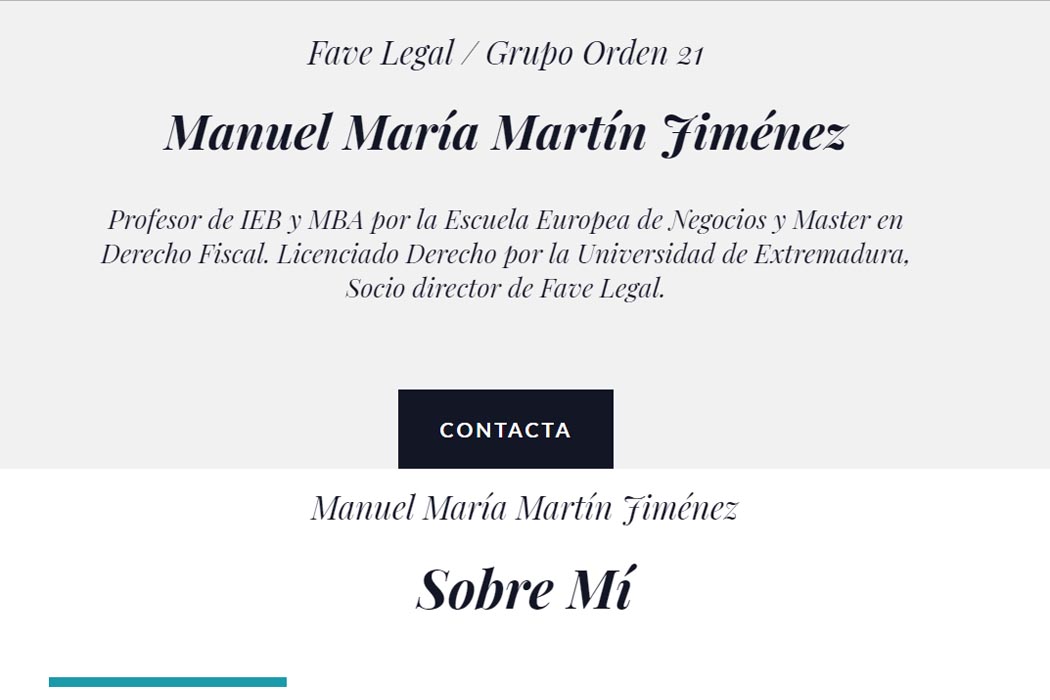 Fave Legal / Grupo Orden 21
Manuel María Martín Jiménez
Profesor de IEB y MBA por la Escuela Europea de Negocios y Master en
Derecho Fiscal. Licenciado Derecho por la Universidad de Extremadura,
Socio director de Fave Legal.
CONTACTA
Manuel María Martín Jiménez
Sobre Mí